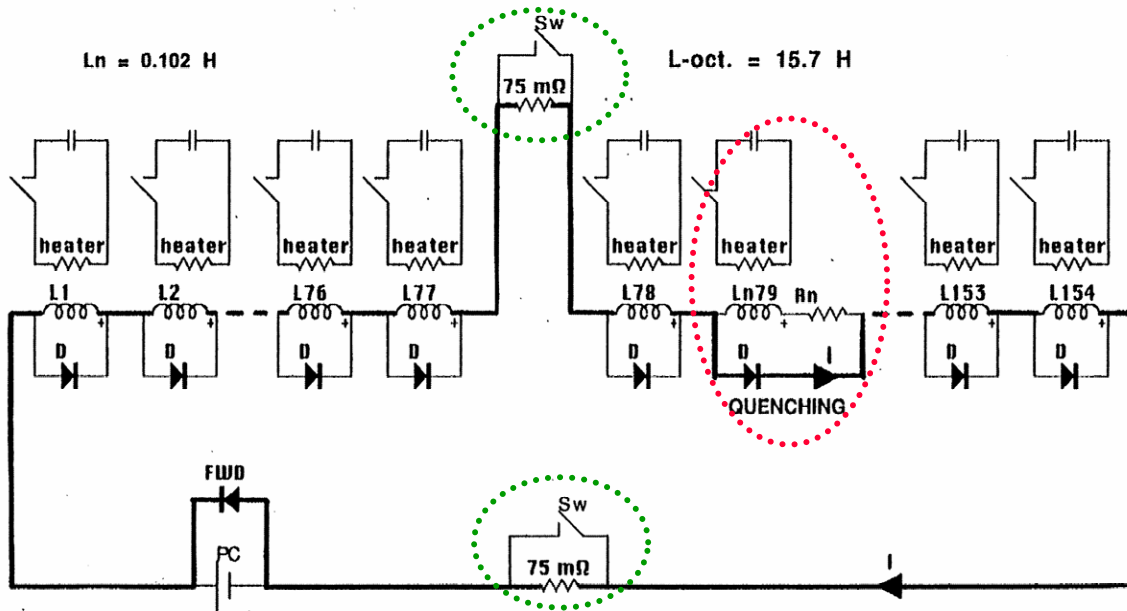 Sw
Ln = 0.102 H
L-oct. = 15.7 H
75 mΩ
heater heater heater heater heater heater heater heater
L1 L2 L76 L77 L78 Ln79 Rn L153 L154
+ + + + + + + +
D D D D D D I D D
QUENCHING
FWD
Sw
PC
75 mΩ
I